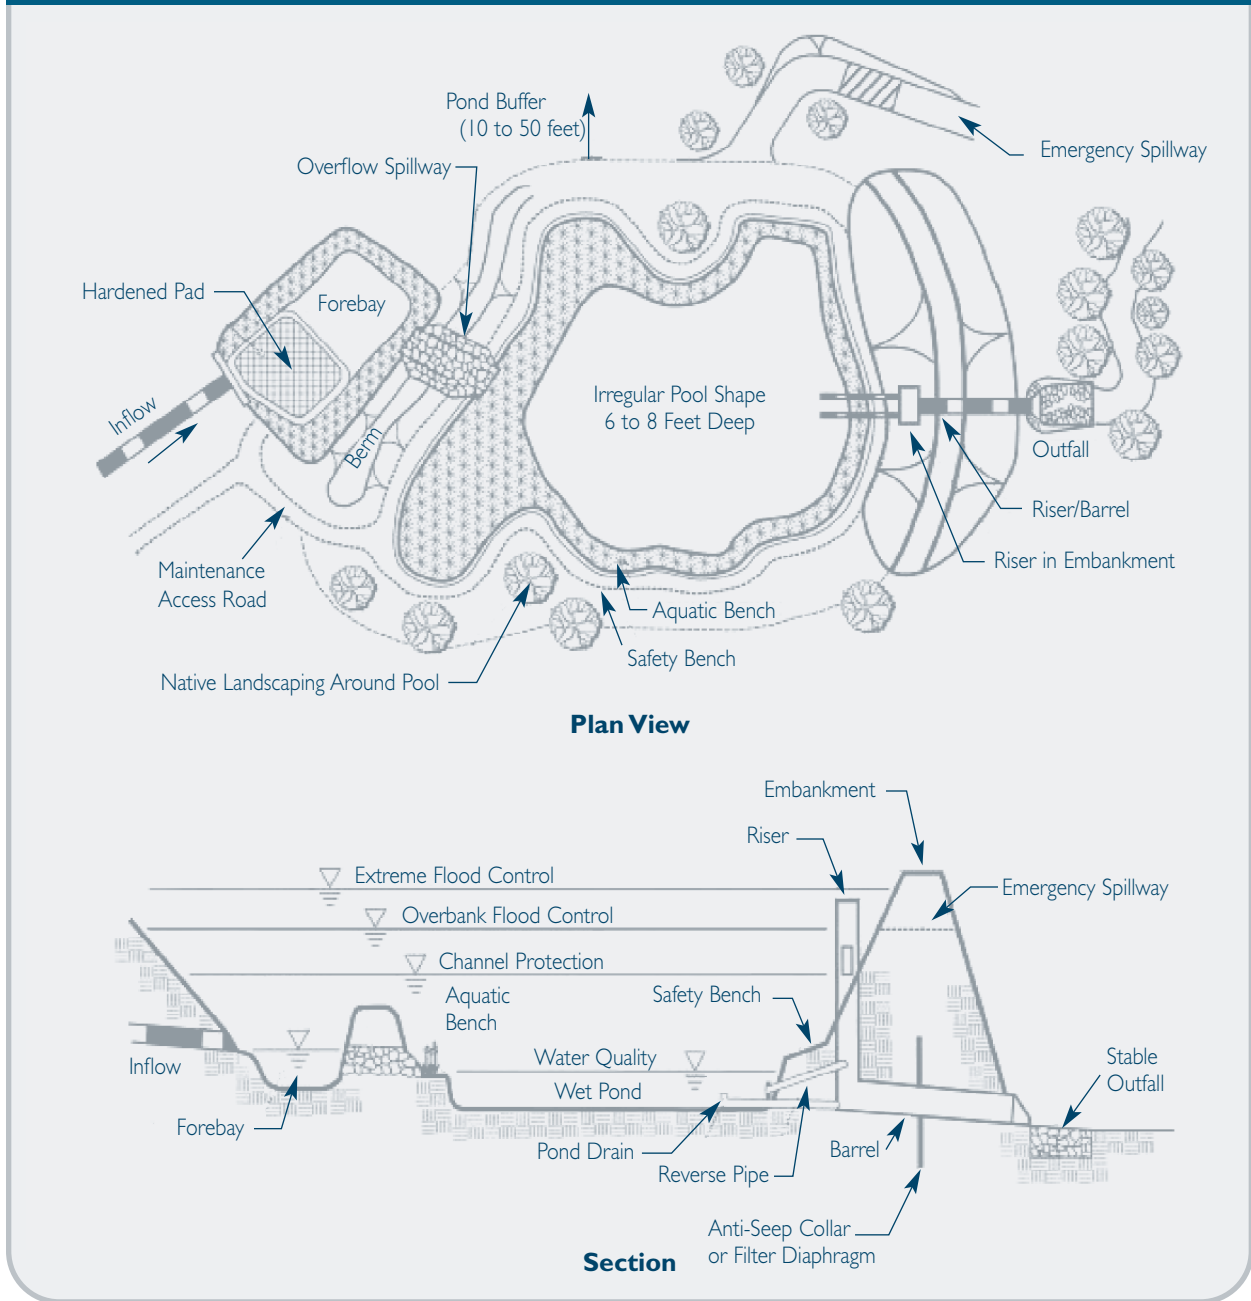 Pond Buffer
(10 to 50 feet)
Overflow Spillway
Emergency Spillway
Hardened Pad
Forebay
Inflow
Berm
Irregular Pool Shape
6 to 8 Feet Deep
Outfall
Riser/Barrel
Riser in Embankment
Maintenance
Access Road
Aquatic Bench
Safety Bench
Native Landscaping Around Pool
Plan View
Embankment
Riser
Extreme Flood Control
Emergency Spillway
Overbank Flood Control
Channel Protection
Aquatic
Bench
Safety Bench
Inflow
Water Quality
Wet Pond
Stable
Outfall
Forebay
Pond Drain
Reverse Pipe
Barrel
Anti-Seep Collar
or Filter Diaphragm
Section